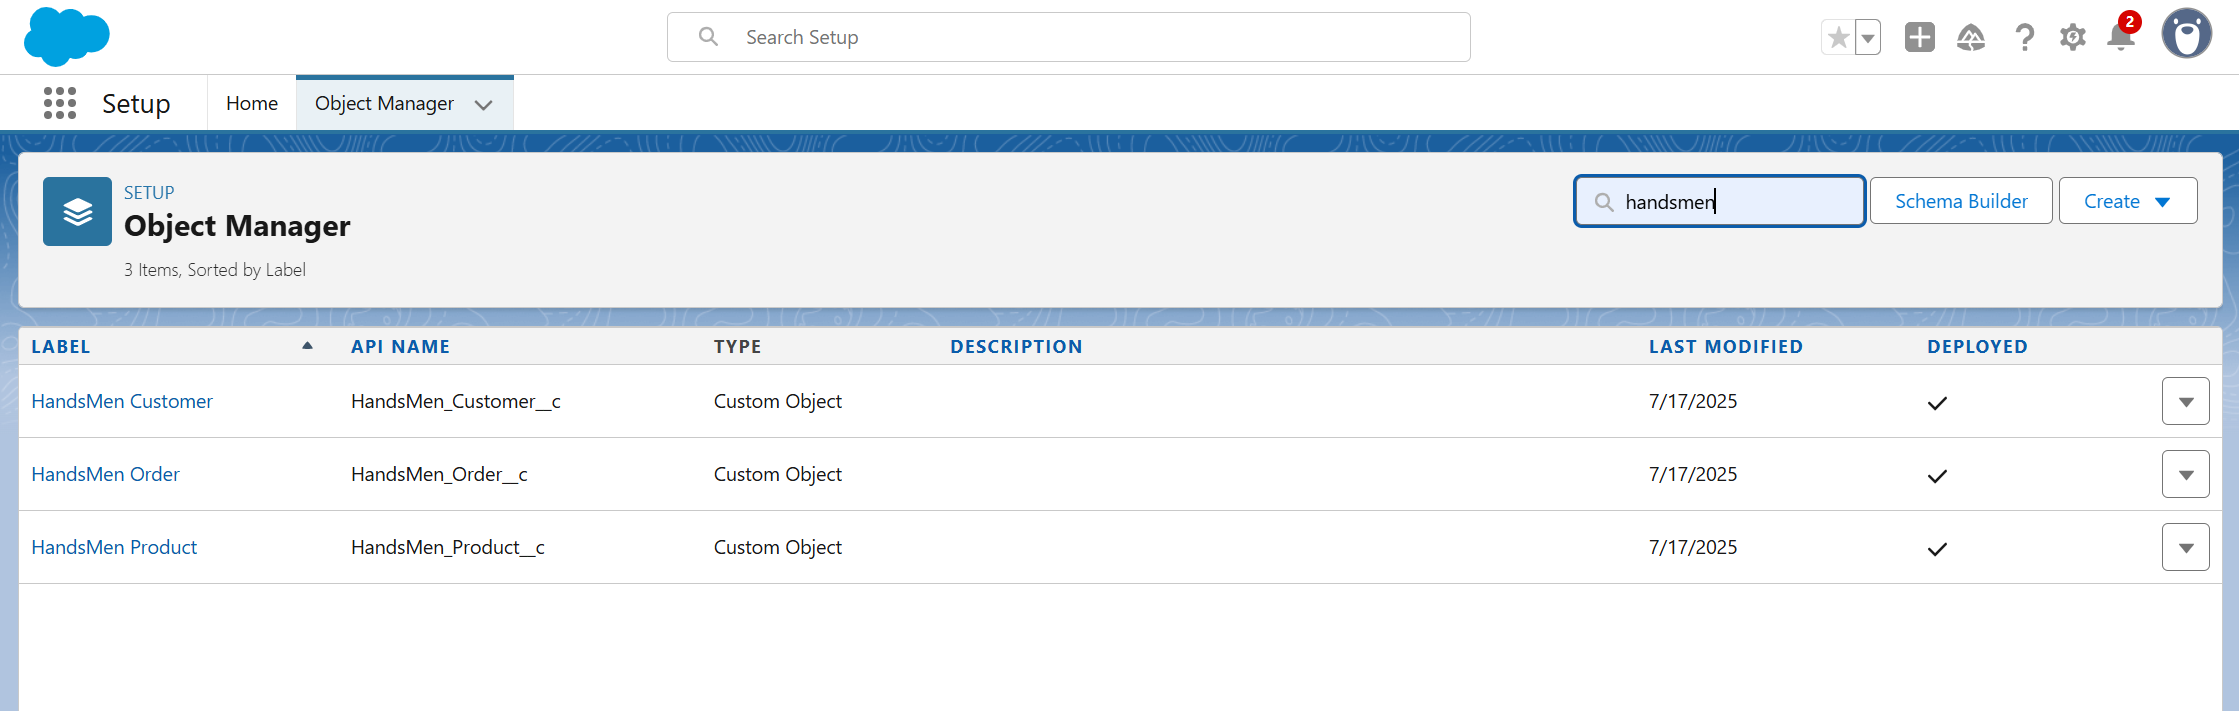 Search Setup
2
Setup
Home
Object Manager
SETUP
Object Manager
3 Items, Sorted by Label
handsmen
Schema Builder
Create
LABEL API NAME TYPE DESCRIPTION LAST MODIFIED DEPLOYED
HandsMen Customer HandsMen_Customer__c Custom Object 7/17/2025
HandsMen Order HandsMen_Order__c Custom Object 7/17/2025
HandsMen Product HandsMen_Product__c Custom Object 7/17/2025